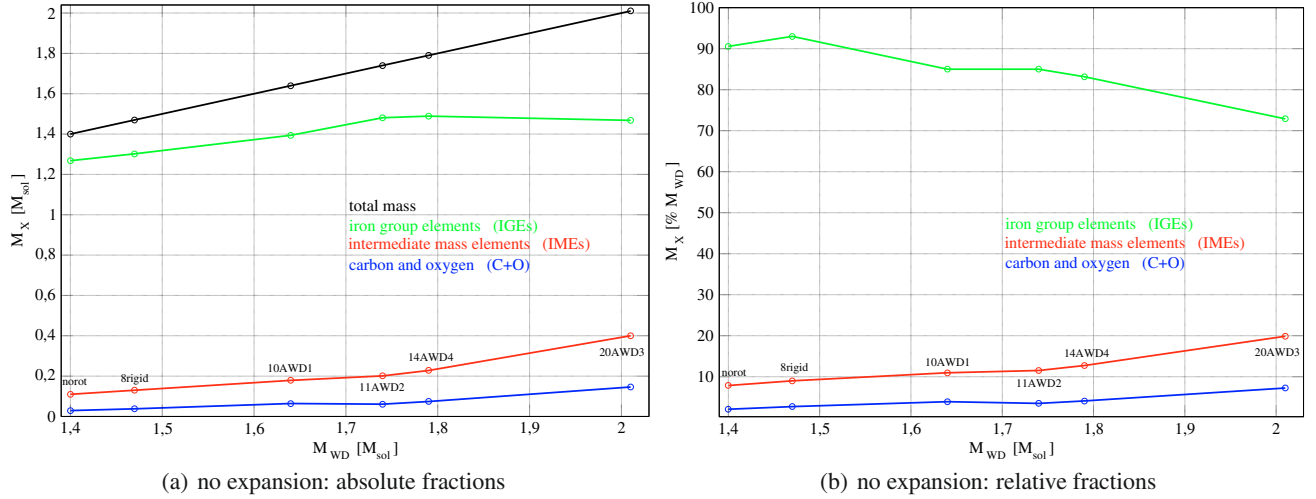 2
1,8
1,6
1,4
1,2
1
0,8
0,6
0,4
0,2
0
M_X [M_sol]
total mass
iron group elements (IGEs)
intermediate mass elements (IMEs)
carbon and oxygen (C+O)
norot
8rigid
10AWD1
11AWD2
14AWD4
20AWD3
1,4 1,5 1,6 1,7 1,8 1,9 2
M_WD [M_sol]
(a) no expansion: absolute fractions
100
90
80
70
60
50
40
30
20
10
M_X [% M_WD]
iron group elements (IGEs)
intermediate mass elements (IMEs)
carbon and oxygen (C+O)
norot
8rigid
10AWD1
11AWD2
14AWD4
20AWD3
1,4 1,5 1,6 1,7 1,8 1,9 2
M_WD [M_sol]
(b) no expansion: relative fractions